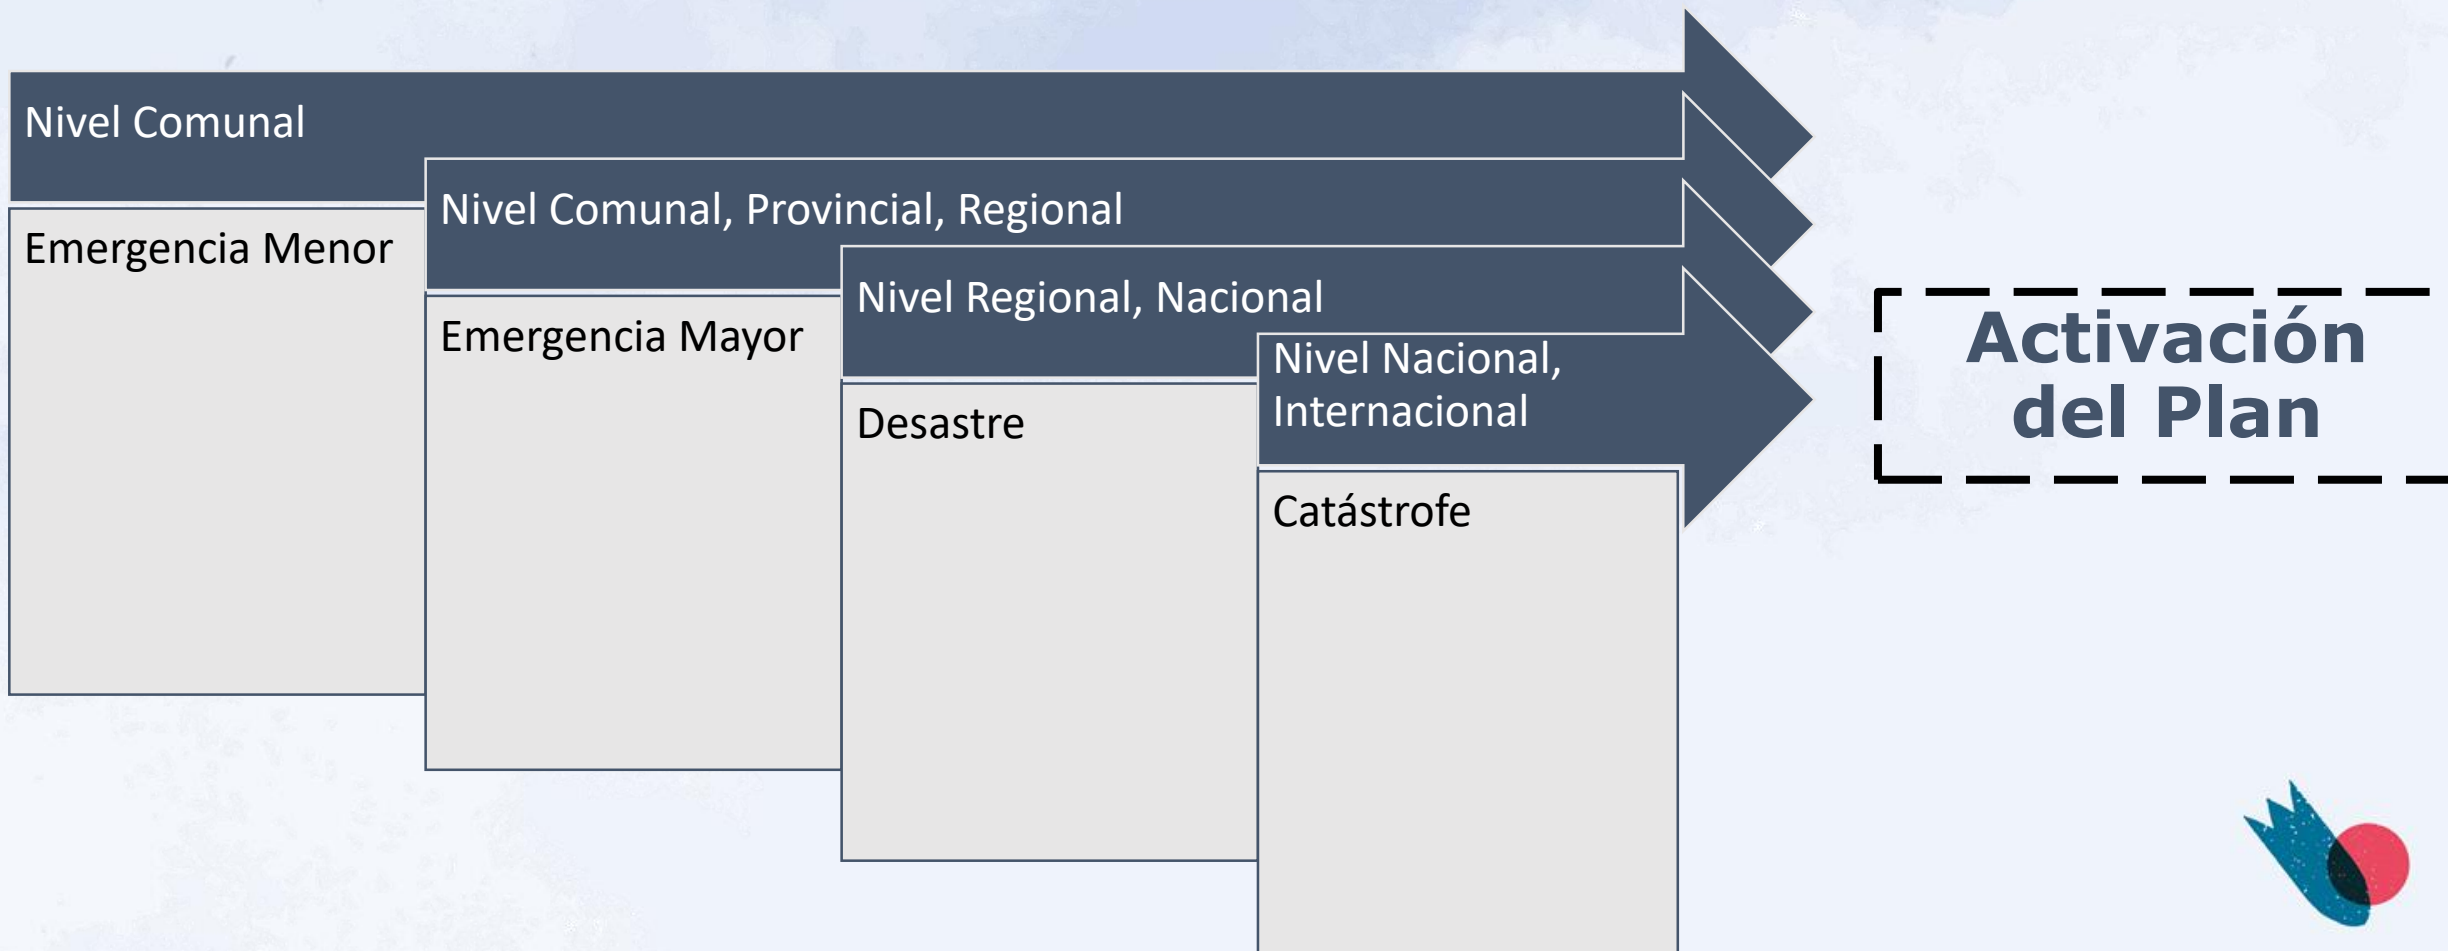 Nivel Comunal
Emergencia Menor
Nivel Comunal, Provincial, Regional
Emergencia Mayor
Nivel Regional, Nacional
Desastre
Nivel Nacional,
Internacional
Catástrofe
Activación
del Plan